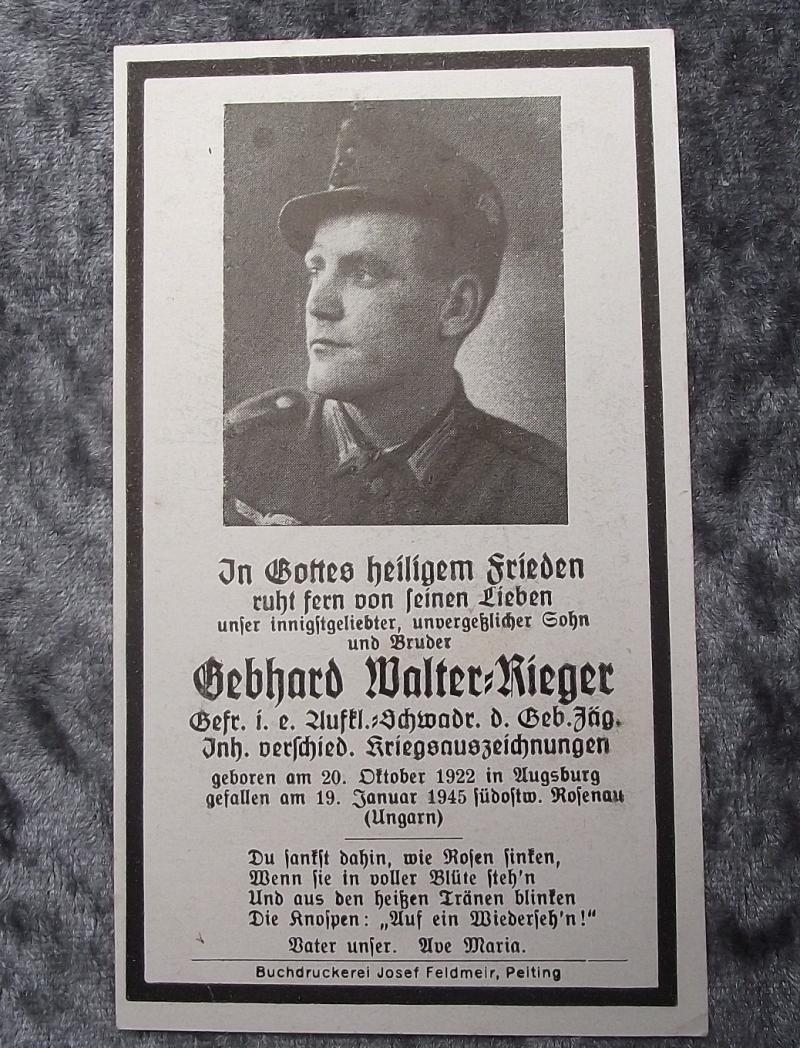 In Gottes heiligem Frieden
ruht fern von seinen Lieben
unser innigstgeliebter, unvergeßlicher Sohn
und Bruder
Gebhard Walter-Rieger
Gefr. i. e. Aufkl.-Schwadr. d. Geb.Jäg.
Inh. verschied. Kriegsauszeichnungen
geboren am 20. Oktober 1922 in Augsburg
gefallen am 19. Januar 1945 südostw. Rosenau
(Ungarn)
Du sankst dahin, wie Rosen sinken,
Wenn sie in voller Blüte steh'n
Und aus den heißen Tränen blinken
Die Knospen: „Auf ein Wiederseh'n!“
Vater unser. Ave Maria.
Buchdruckerei Josef Feldmeir, Peiting